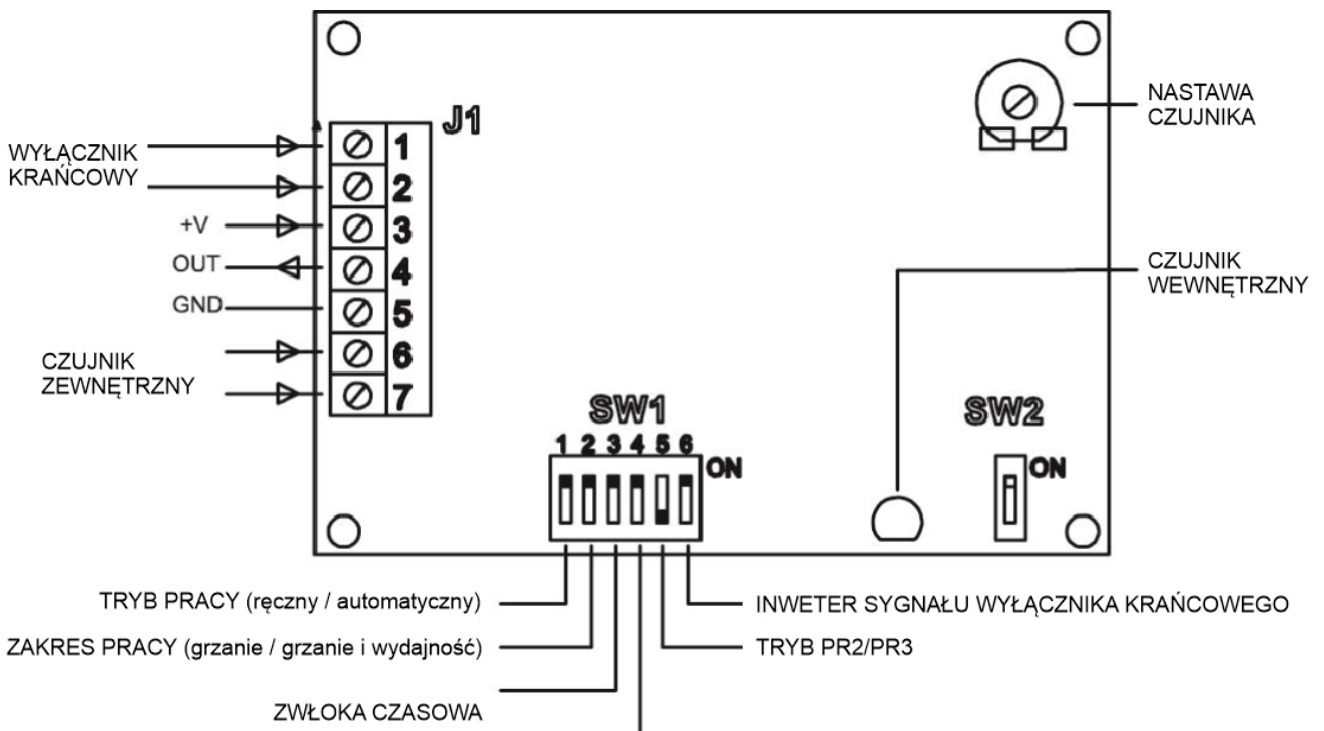 J1
WYŁĄCZNIK
KRAŃCOWY
+V
OUT
GND
CZUJNIK
ZEWNĘTRZNY
1
2
3
4
5
6
7
NASTAWA
CZUJNIKA
CZUJNIK
WEWNĘTRZNY
SW1
1 2 3 4 5 6
ON
SW2
ON
TRYB PRACY (ręczny / automatyczny)
ZAKRES PRACY (grzanie / grzanie i wydajność)
ZWŁOKA CZASOWA
INWETER SYGNAŁU WYŁĄCZNIKA KRAŃCOWEGO
TRYB PR2/PR3